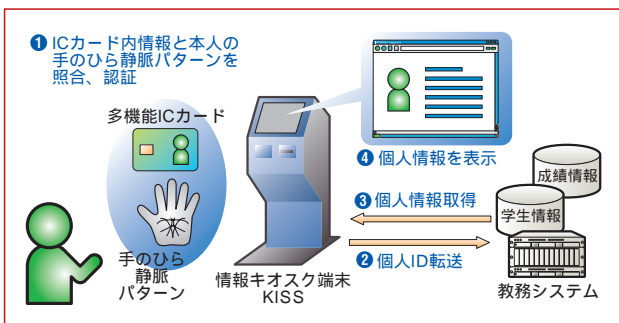 ❶ ICカード内情報と本人の
手のひら静脈パターンを
照合、認証
多機能ICカード
手のひら
静脈
パターン
情報キオスク端末
KISS
❹ 個人情報を表示
❸ 個人情報取得
❷ 個人ID転送
成績情報
学生情報
教務システム